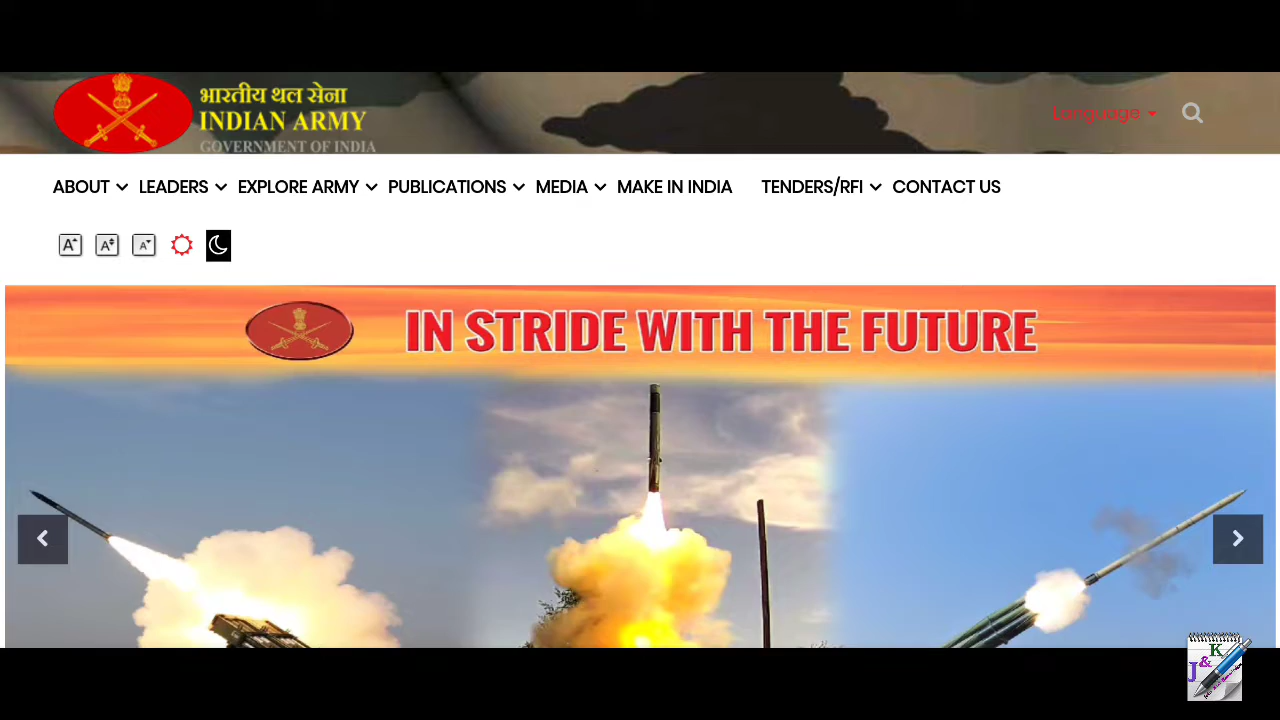 भारतीय थल सेना
INDIAN ARMY
GOVERNMENT OF INDIA
Language
ABOUT LEADERS EXPLORE ARMY PUBLICATIONS MEDIA MAKE IN INDIA TENDERS/RFI CONTACT US
A A A
IN STRIDE WITH THE FUTURE
J&K